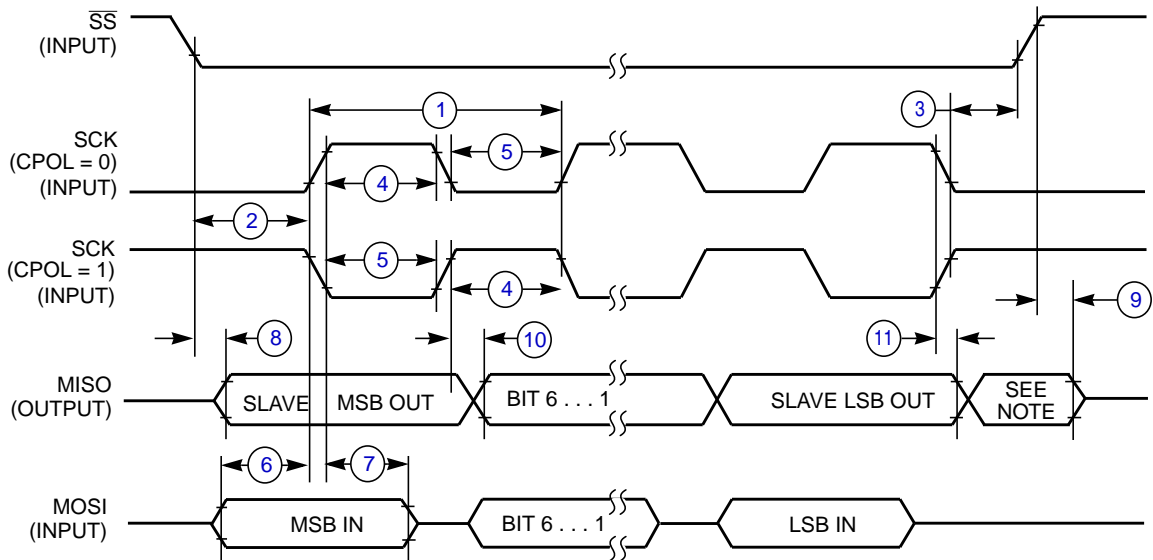 SS
(INPUT)
1
3
SCK
(CPOL = 0)
(INPUT)
5
4
2
SCK
(CPOL = 1)
(INPUT)
5
4
9
8
10
11
MISO
(OUTPUT)
SLAVE MSB OUT
BIT 6 . . . 1
SLAVE LSB OUT
SEE
NOTE
6
7
MOSI
(INPUT)
MSB IN
BIT 6 . . . 1
LSB IN